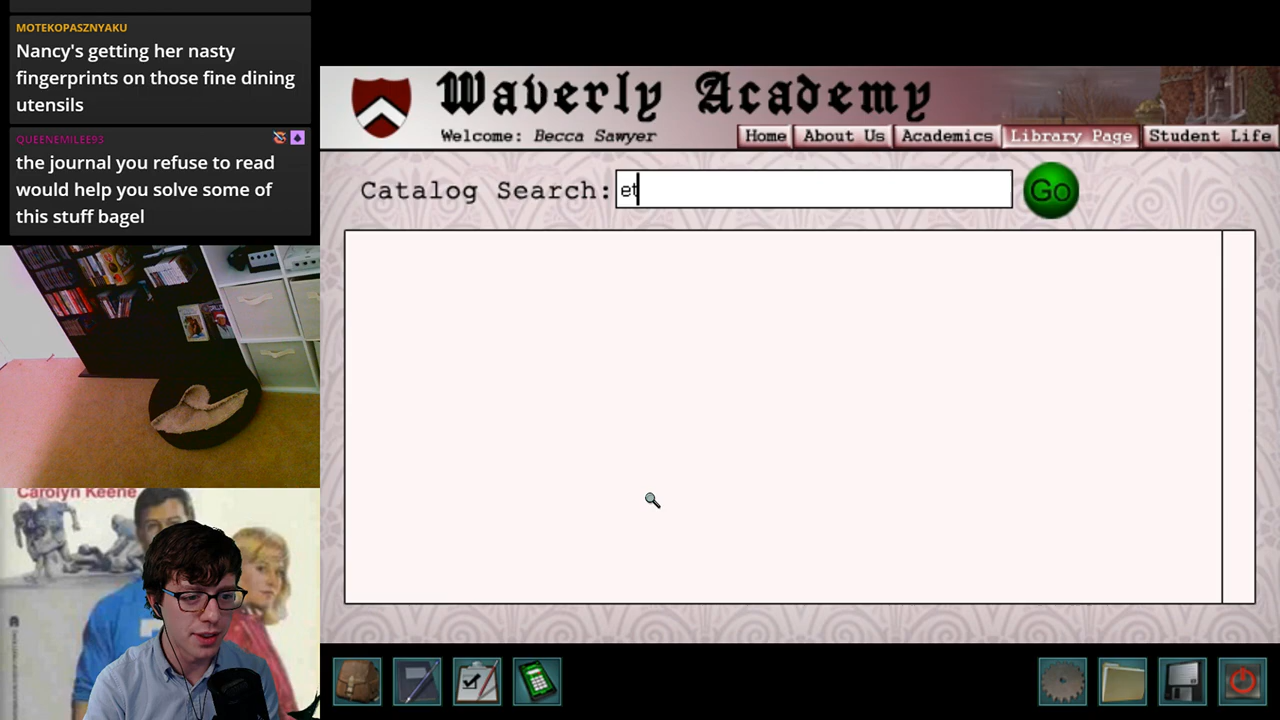 MOTEKOPASZNYAKU
Nancy's getting her nasty
fingerprints on those fine dining
utensils
QUEENEMILEE93
the journal you refuse to read
would help you solve some of
this stuff bagel
Waverly Academy
Welcome: Becca Sawyer
Home About Us Academics Library Page Student Life
Catalog Search: et Go
Carolyn Keene